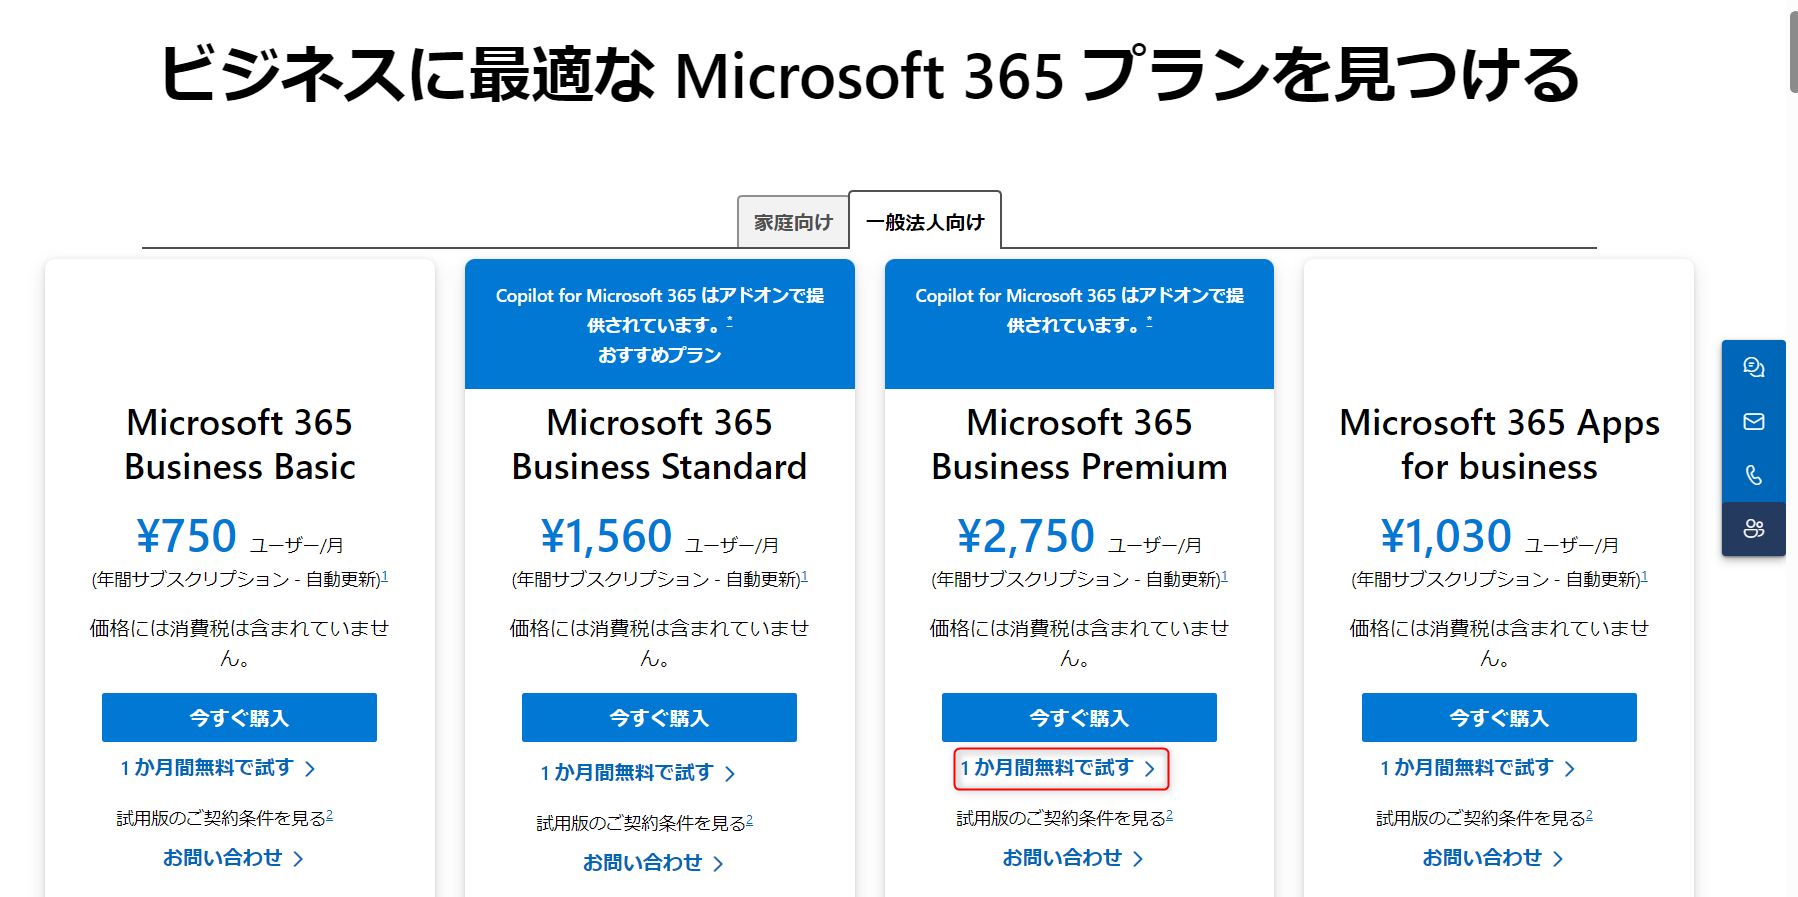 ビジネスに最適な Microsoft 365 プランを見つける
家庭向け
一般法人向け
Microsoft 365
Business Basic
¥750 ユーザー/月
(年間サブスクリプション - 自動更新)1
価格には消費税は含まれていませ
ん。
今すぐ購入
1 か月間無料で試す
試用版のご契約条件を見る2
お問い合わせ
Copilot for Microsoft 365 はアドオンで提
供されています。*
おすすめプラン
Microsoft 365
Business Standard
¥1,560 ユーザー/月
(年間サブスクリプション - 自動更新)1
価格には消費税は含まれていませ
ん。
今すぐ購入
1 か月間無料で試す
試用版のご契約条件を見る2
お問い合わせ
Copilot for Microsoft 365 はアドオンで提
供されています。*
Microsoft 365
Business Premium
¥2,750 ユーザー/月
(年間サブスクリプション - 自動更新)1
価格には消費税は含まれていませ
ん。
今すぐ購入
1 か月間無料で試す
試用版のご契約条件を見る2
お問い合わせ
Microsoft 365 Apps
for business
¥1,030 ユーザー/月
(年間サブスクリプション - 自動更新)1
価格には消費税は含まれていませ
ん。
今すぐ購入
1 か月間無料で試す
試用版のご契約条件を見る2
お問い合わせ